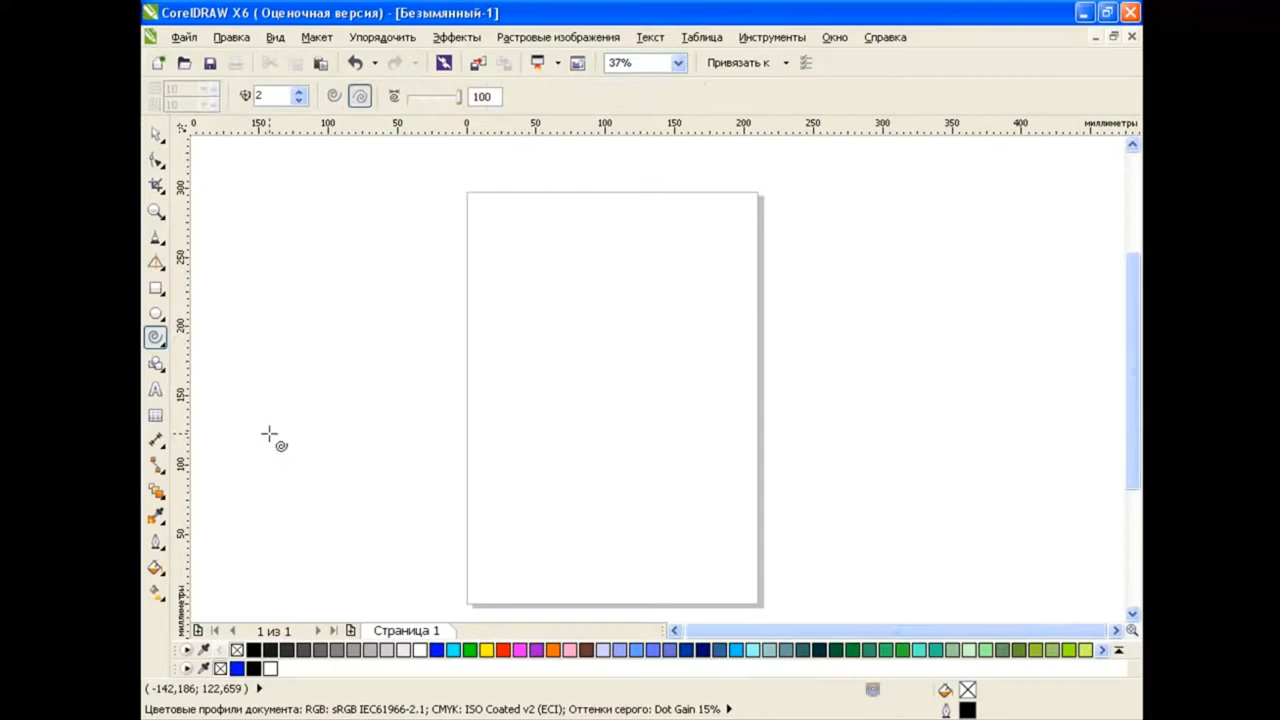 CorelDRAW X6 ( Оценочная версия) - [Безымянный-1]
Файл Правка Вид Макет Упорядочить Эффекты Растровые изображения Текст Таблица Инструменты Окно Справка
37% Привязать к
10
10
2
100
0 150 100 50 0 50 100 150 200 250 300 350 400 миллиметры
300
250
200
150
100
50
миллиметры
1 из 1 Страница 1
( -142,186; 122,659)
Цветовые профили документа: RGB: sRGB IEC61966-2.1; CMYK: ISO Coated v2 (ECI); Оттенки серого: Dot Gain 15%